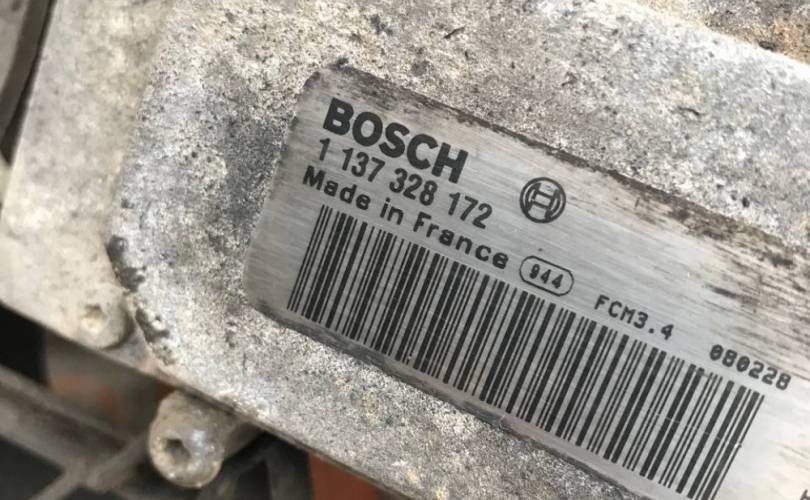 BOSCH
1 137 328 172
Made in France
944
FCM3.4
080228